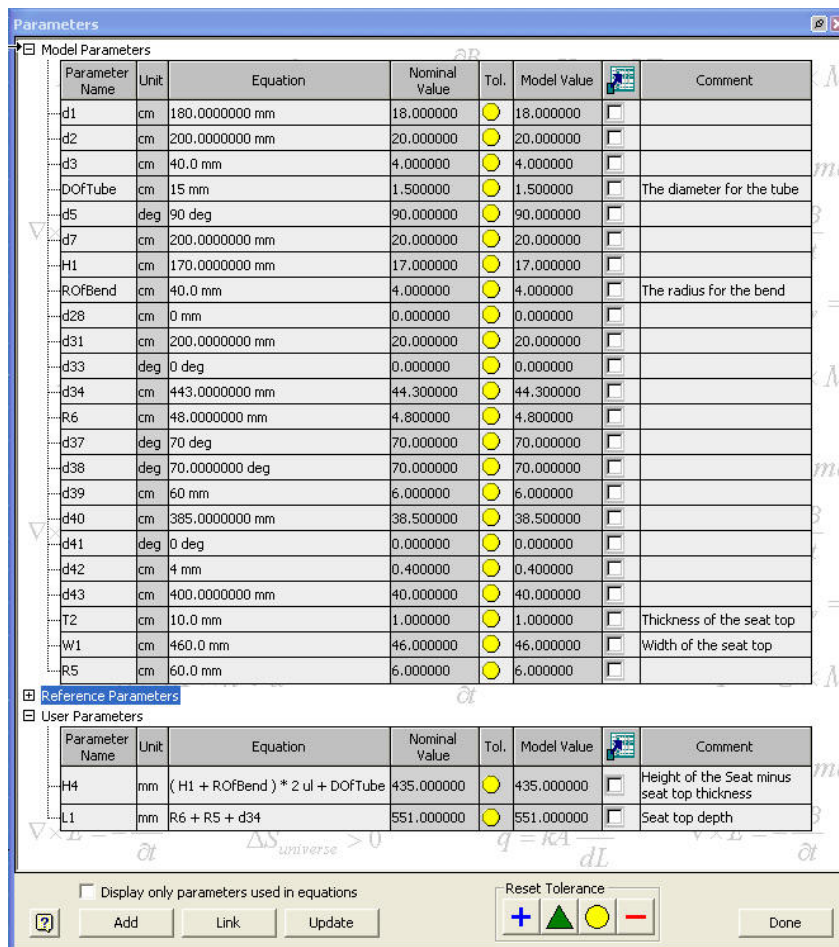 Parameters
Model Parameters
Parameter Name Unit Equation Nominal Value Tol. Model Value Comment
d1 cm 180.0000000 mm 18.000000 18.000000
d2 cm 200.0000000 mm 20.000000 20.000000
d3 cm 40.0 mm 4.000000 4.000000
DOfTube cm 15 mm 1.500000 1.500000 The diameter for the tube
d5 deg 90 deg 90.000000 90.000000
d7 cm 200.0000000 mm 20.000000 20.000000
H1 cm 170.0000000 mm 17.000000 17.000000
ROfBend cm 40.0 mm 4.000000 4.000000 The radius for the bend
d28 cm 0 mm 0.000000 0.000000
d31 cm 200.0000000 mm 20.000000 20.000000
d33 deg 0 deg 0.000000 0.000000
d34 cm 443.0000000 mm 44.300000 44.300000
R6 cm 48.0000000 mm 4.800000 4.800000
d37 deg 70 deg 70.000000 70.000000
d38 deg 70.0000000 deg 70.000000 70.000000
d39 cm 60 mm 6.000000 6.000000
d40 cm 385.0000000 mm 38.500000 38.500000
d41 deg 0 deg 0.000000 0.000000
d42 cm 4 mm 0.400000 0.400000
d43 cm 400.0000000 mm 40.000000 40.000000
T2 cm 10.0 mm 1.000000 1.000000 Thickness of the seat top
W1 cm 460.0 mm 46.000000 46.000000 Width of the seat top
R5 cm 60.0 mm 6.000000 6.000000
Reference Parameters
User Parameters
Parameter Name Unit Equation Nominal Value Tol. Model Value Comment
H4 mm ( H1 + ROfBend ) * 2 ul + DOfTube 435.000000 435.000000 Height of the Seat minus seat top thickness
L1 mm R6 + R5 + d34 551.000000 551.000000 Seat top depth
∂t ΔS universe > 0 q = kA dL ∂t
Display only parameters used in equations
Reset Tolerance
Add Link Update Done